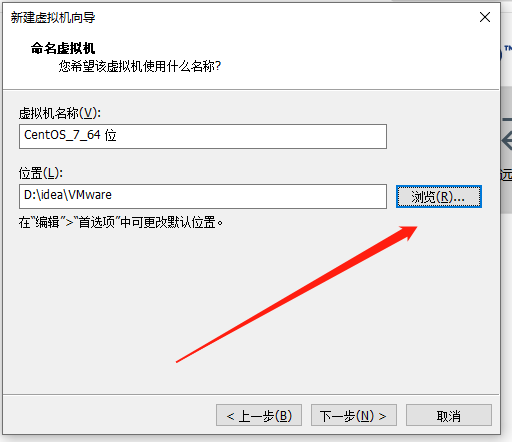 新建虚拟机向导
命名虚拟机
您希望该虚拟机使用什么名称?
虚拟机名称(V):
CentOS_7_64 位
位置(L):
D:\idea\VMware
浏览(R)...
在"编辑">"首选项"中可更改默认位置。
< 上一步(B)
下一步(N) >
取消